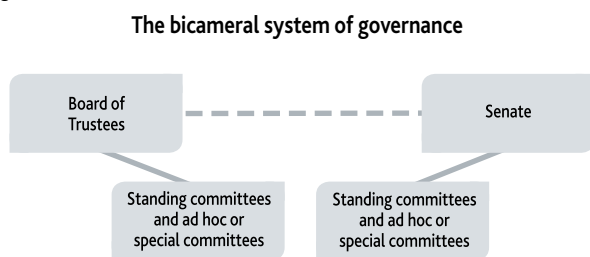 The bicameral system of governance
Board of
Trustees
Senate
Standing committees
and ad hoc or
special committees
Standing committees
and ad hoc or
special committees